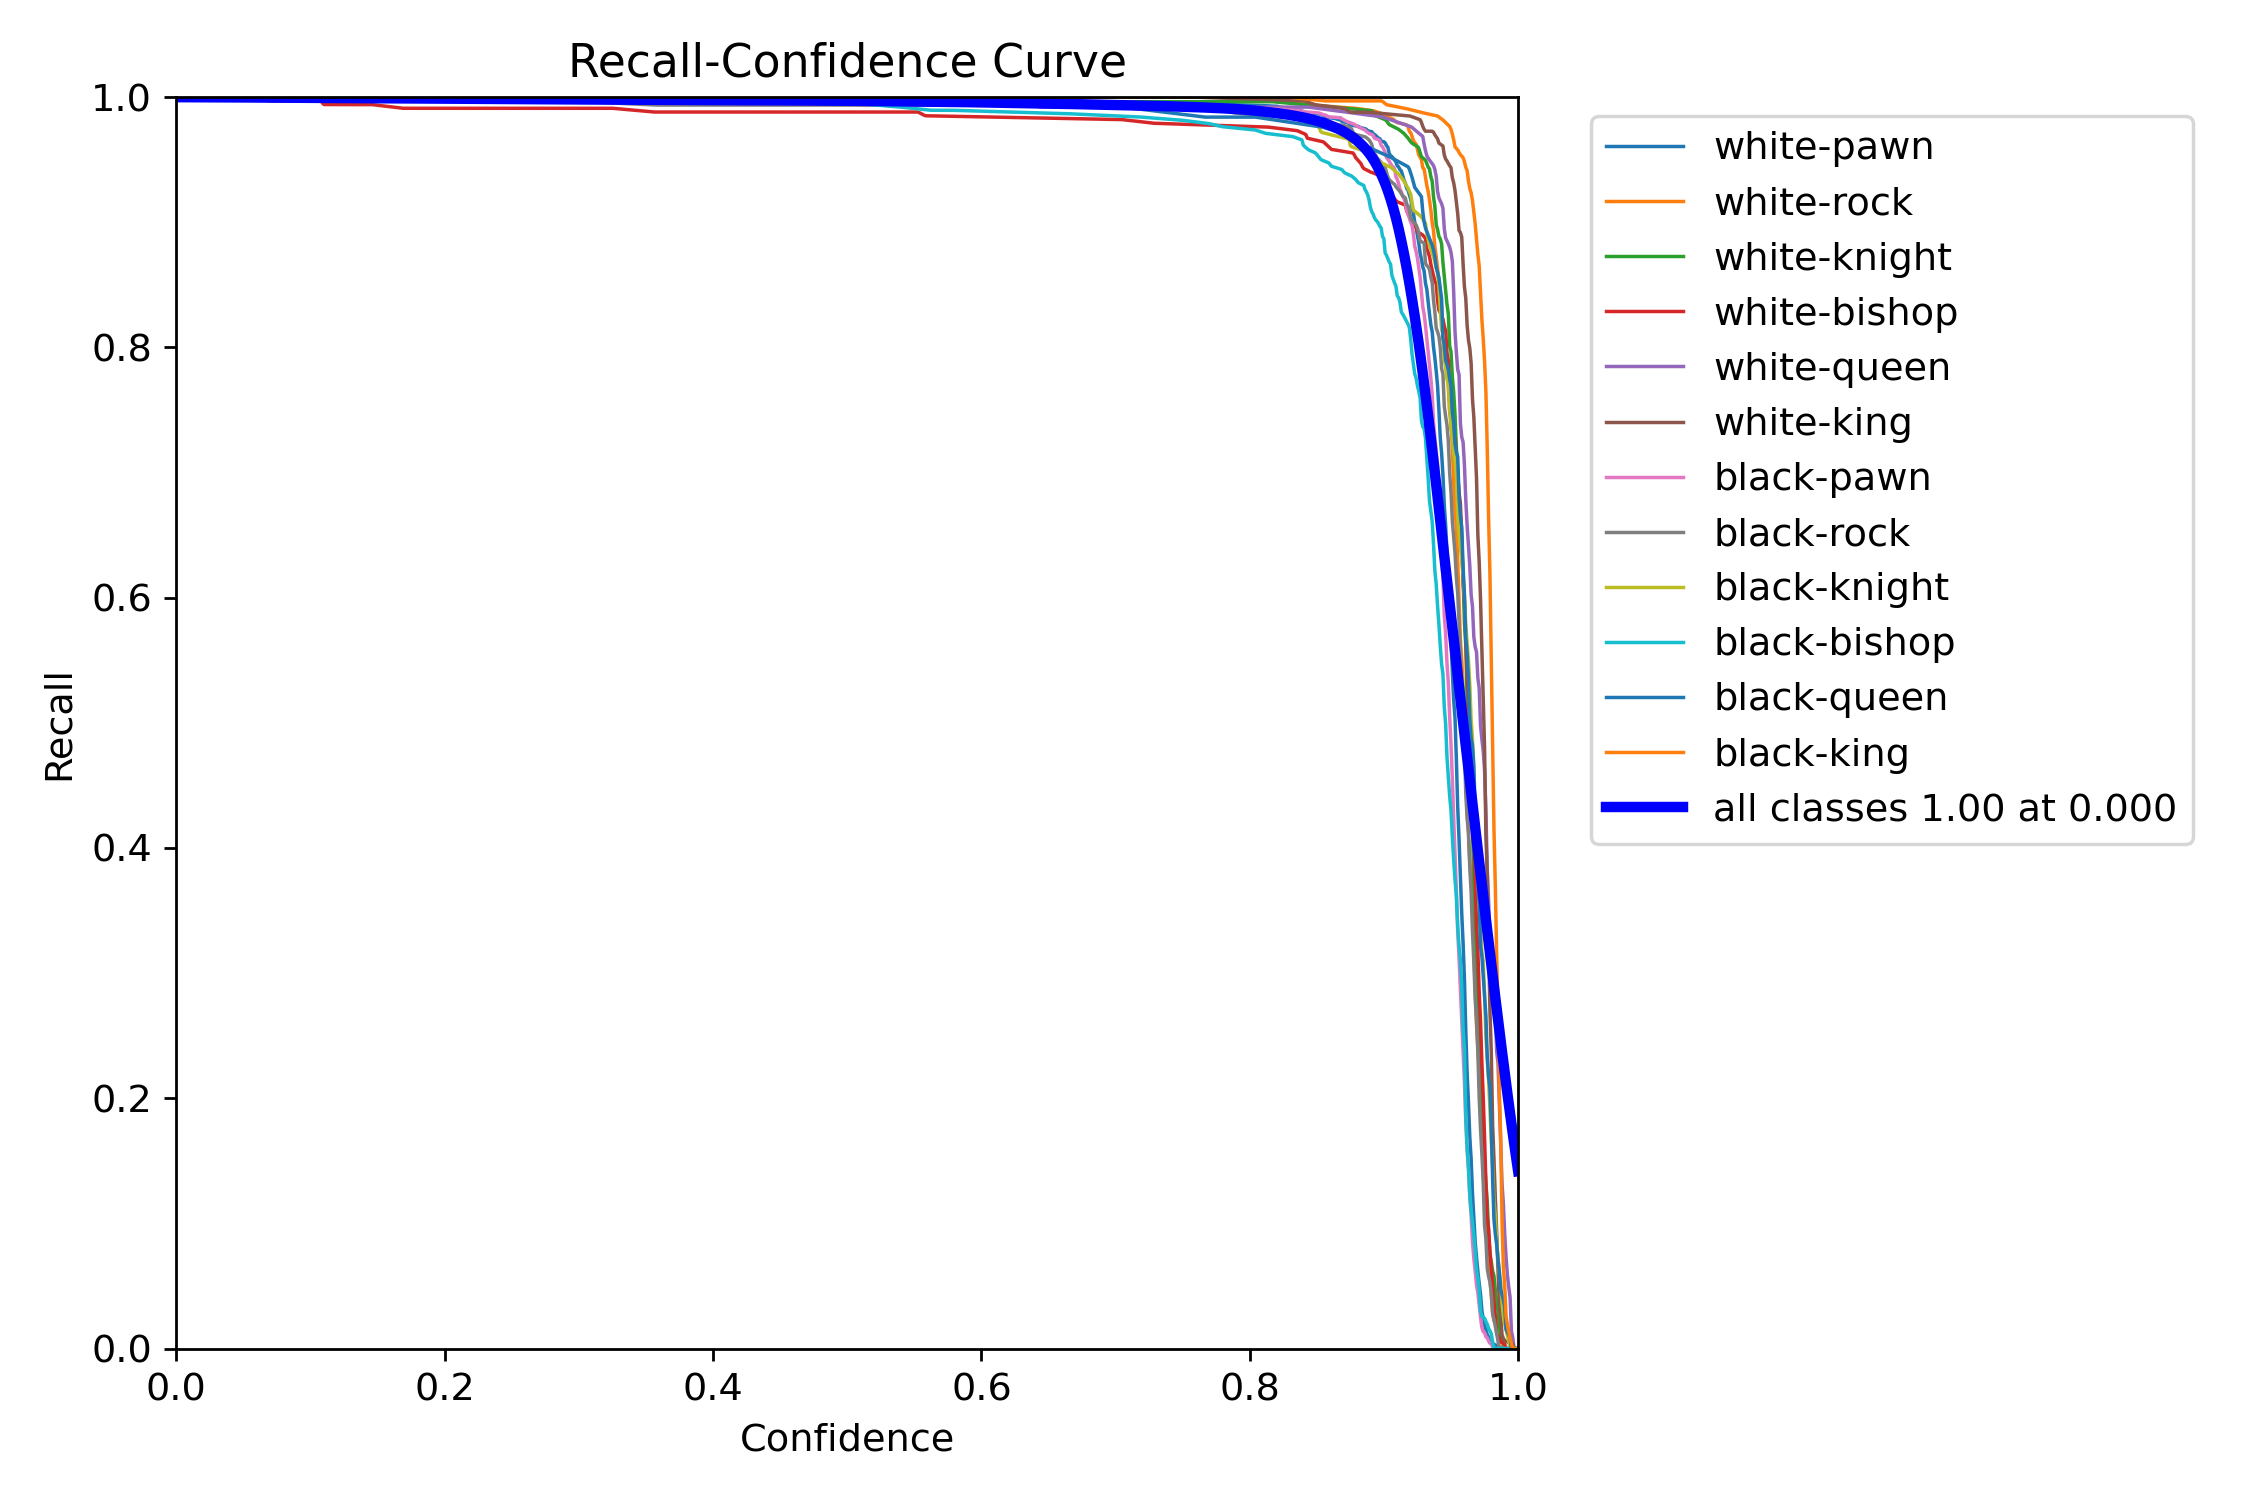 Recall-Confidence Curve
1.0
0.8
0.6
0.4
0.2
0.0
Recall
0.0 0.2 0.4 0.6 0.8 1.0
Confidence
white-pawn
white-rock
white-knight
white-bishop
white-queen
white-king
black-pawn
black-rock
black-knight
black-bishop
black-queen
black-king
all classes 1.00 at 0.000